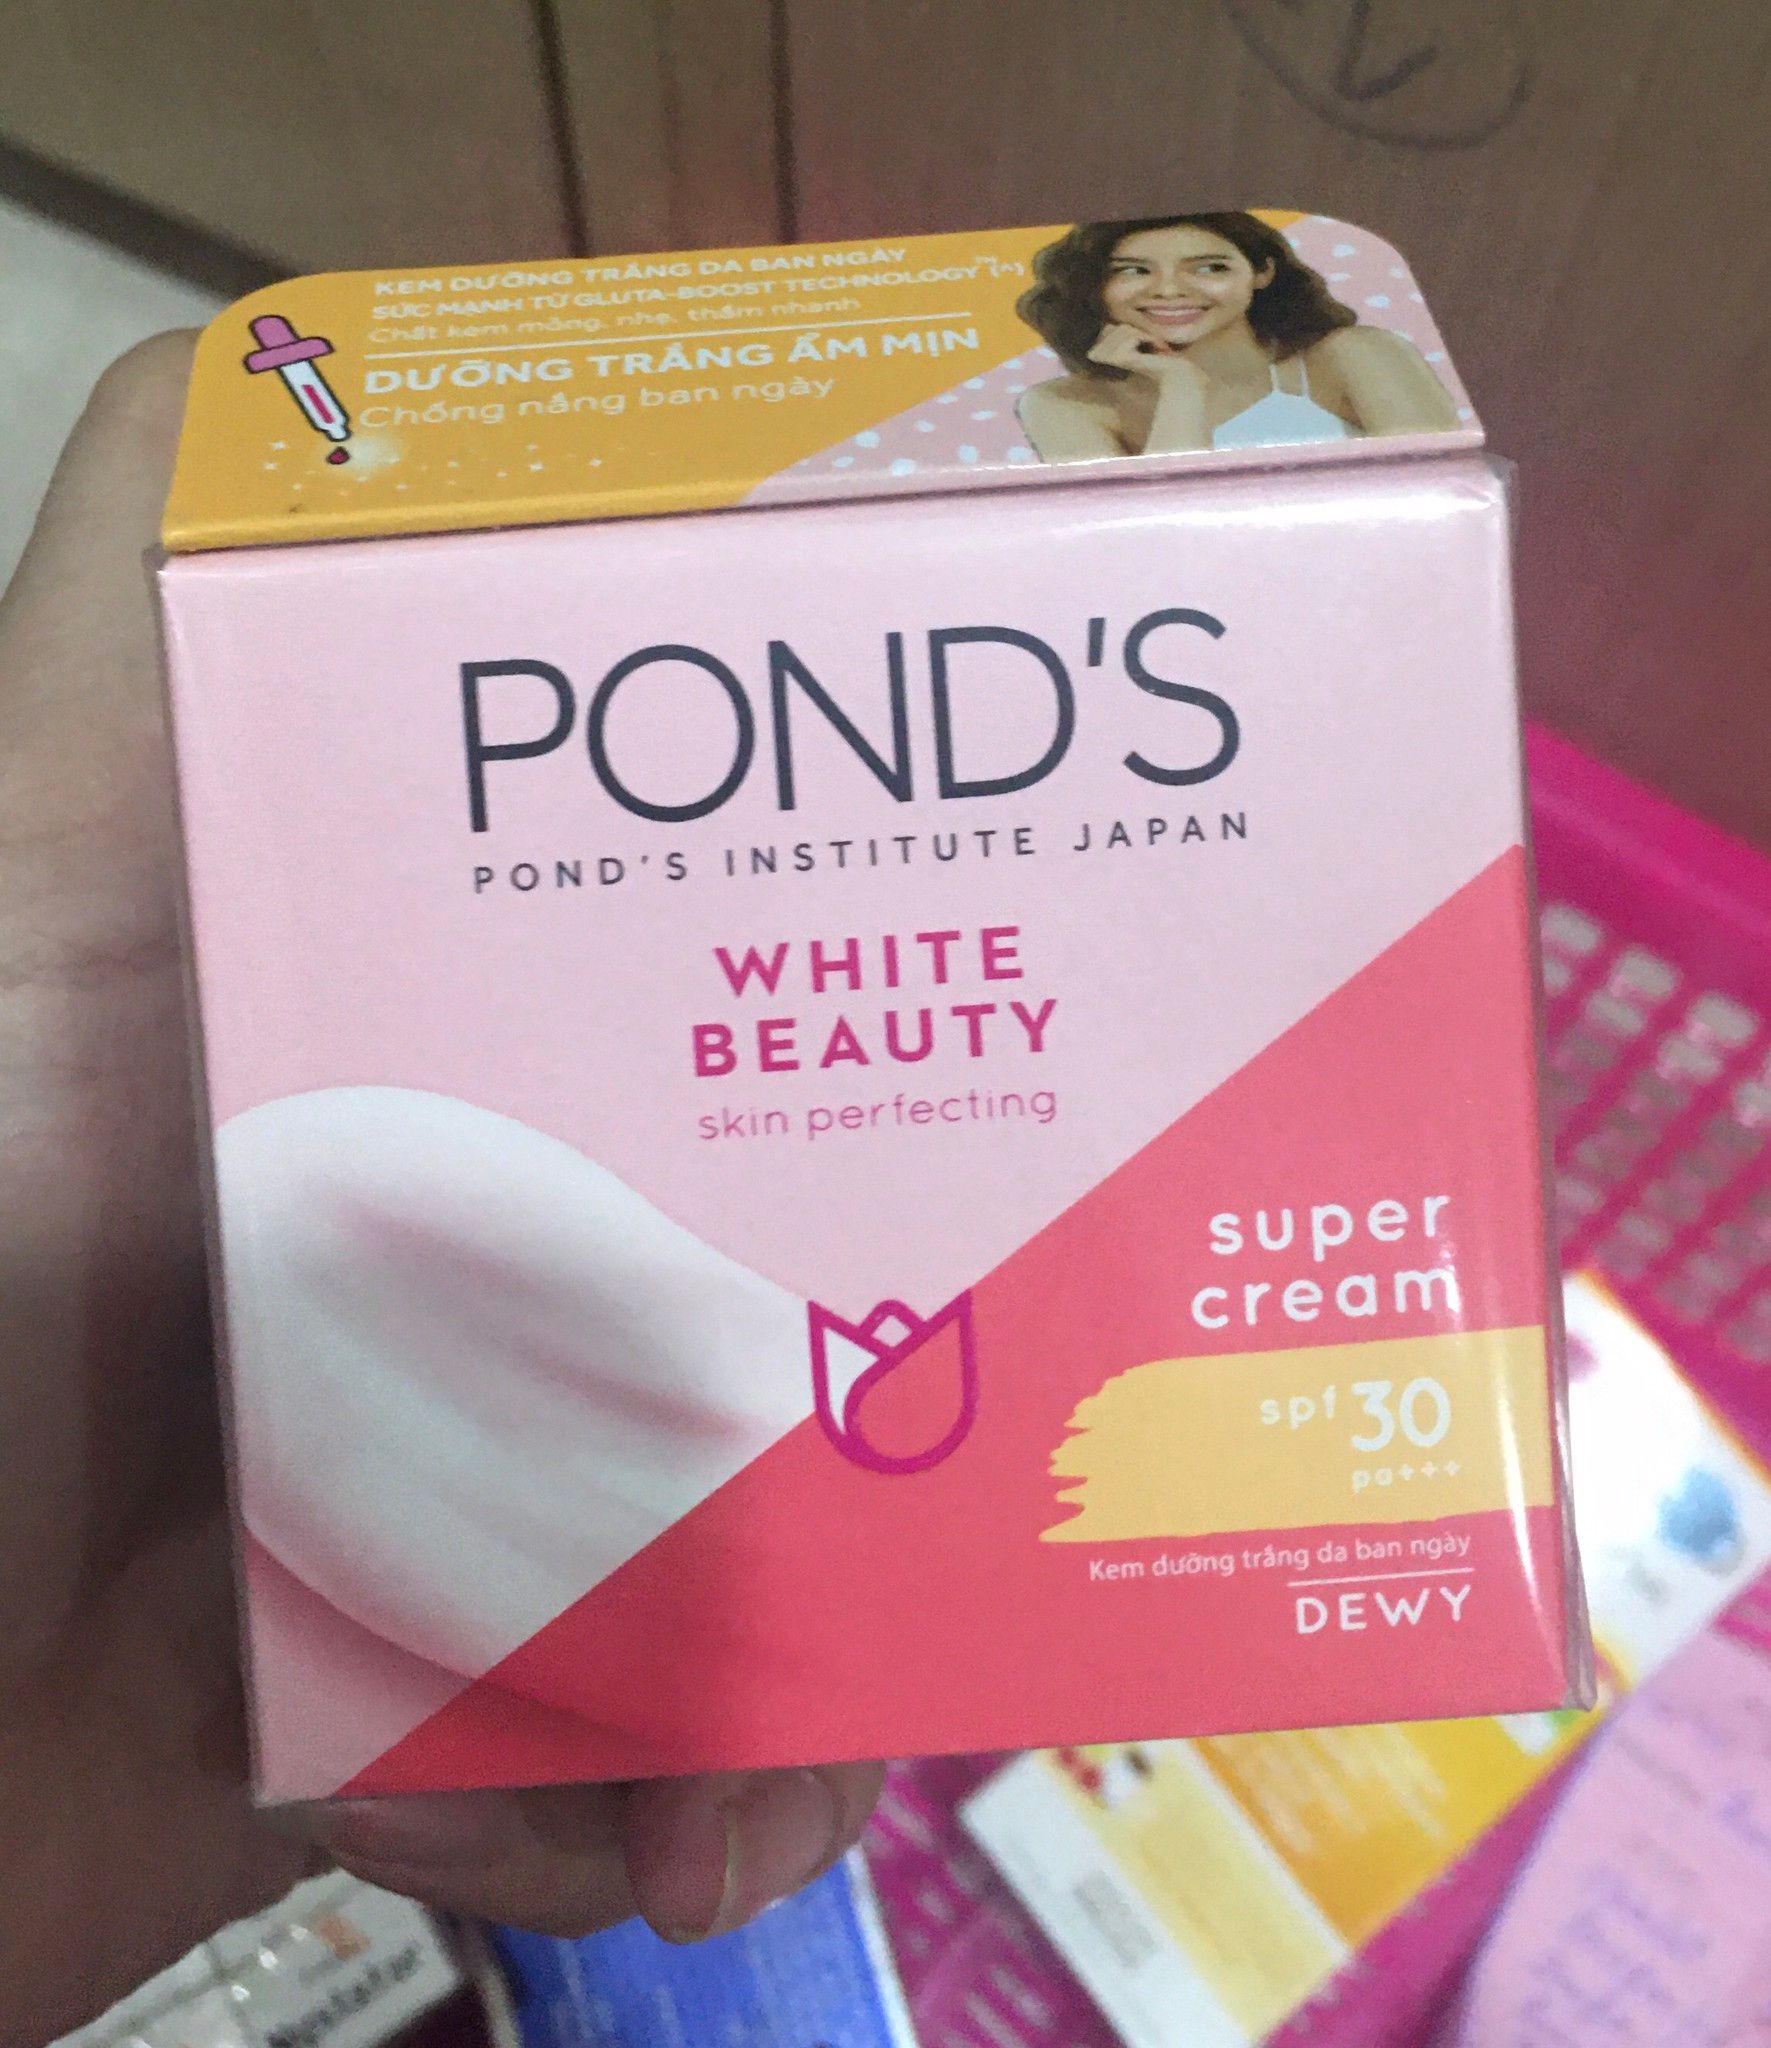 KEM DƯỠNG TRẮNG DA BAN NGÀY
SỨC MẠNH TỪ GLUTA-BOOST TECHNOLOGY™(^)
Chất kem mỏng, nhẹ, thấm nhanh
DƯỠNG TRẮNG ẨM MỊN
Chống nắng ban ngày
POND'S
POND'S INSTITUTE JAPAN
WHITE
BEAUTY
skin perfecting
super
cream
spf 30
pa+++
Kem dưỡng trắng da ban ngày
DEWY